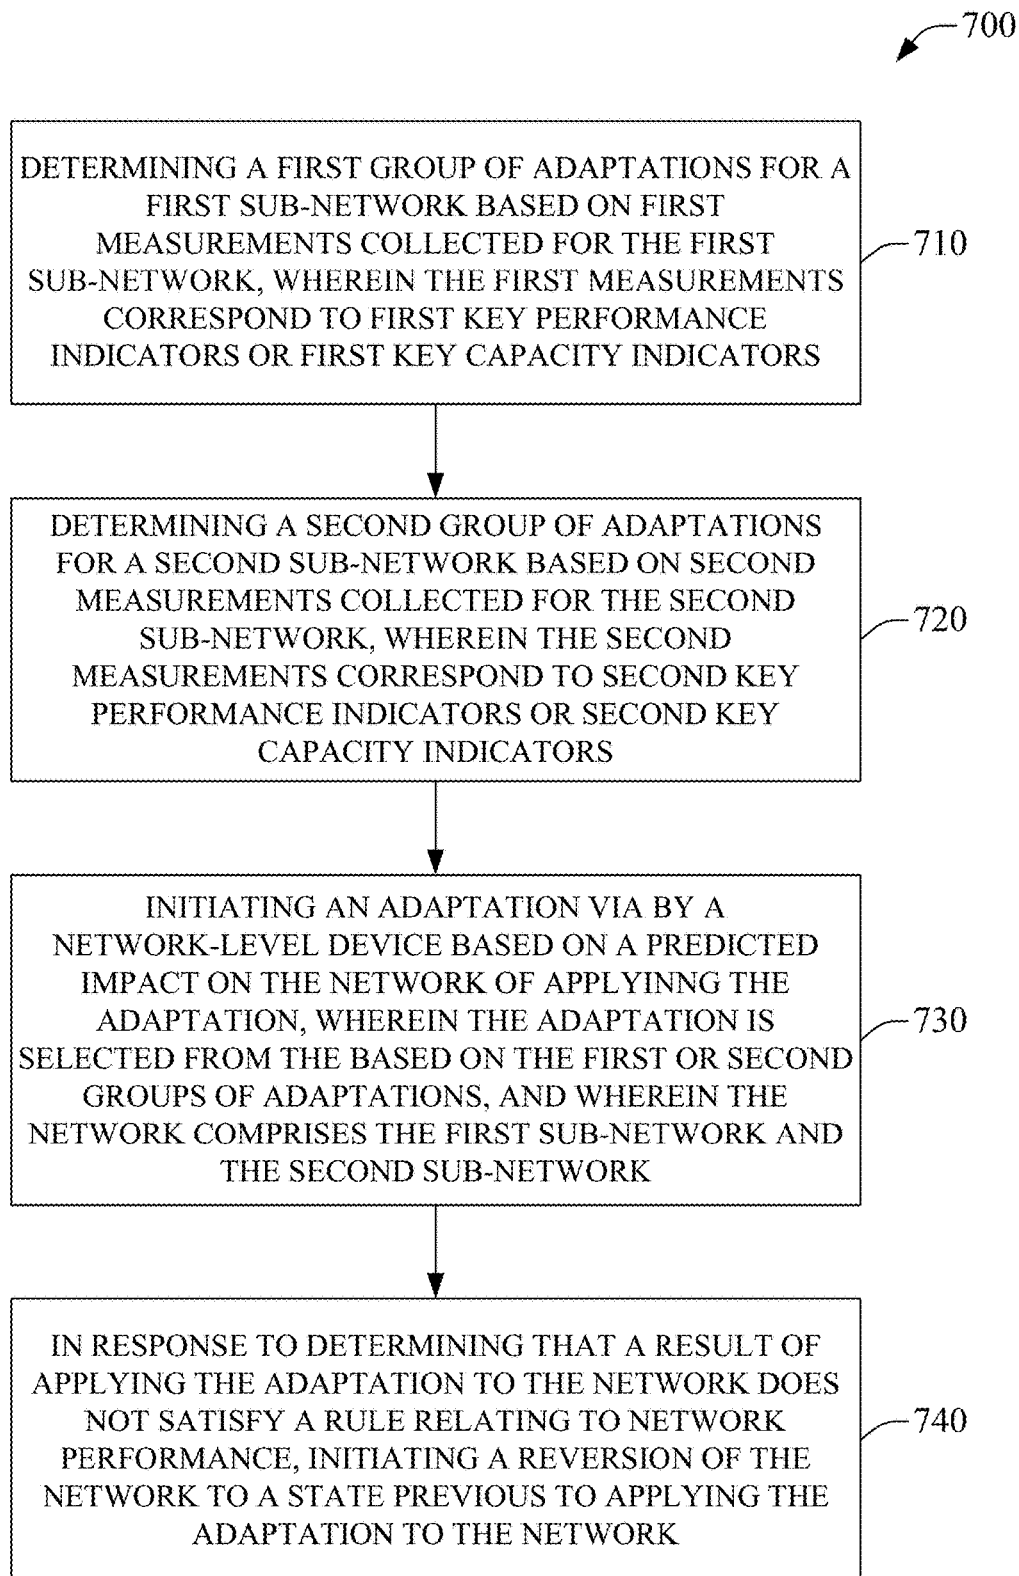 700
DETERMINING A FIRST GROUP OF ADAPTATIONS FOR A
FIRST SUB-NETWORK BASED ON FIRST
MEASUREMENTS COLLECTED FOR THE FIRST
SUB-NETWORK, WHEREIN THE FIRST MEASUREMENTS
CORRESPOND TO FIRST KEY PERFORMANCE
INDICATORS OR FIRST KEY CAPACITY INDICATORS
710
DETERMINING A SECOND GROUP OF ADAPTATIONS
FOR A SECOND SUB-NETWORK BASED ON SECOND
MEASUREMENTS COLLECTED FOR THE SECOND
SUB-NETWORK, WHEREIN THE SECOND
MEASUREMENTS CORRESPOND TO SECOND KEY
PERFORMANCE INDICATORS OR SECOND KEY
CAPACITY INDICATORS
720
INITIATING AN ADAPTATION VIA BY A
NETWORK-LEVEL DEVICE BASED ON A PREDICTED
IMPACT ON THE NETWORK OF APPLYINNG THE
ADAPTATION, WHEREIN THE ADAPTATION IS
SELECTED FROM THE BASED ON THE FIRST OR SECOND
GROUPS OF ADAPTATIONS, AND WHEREIN THE
NETWORK COMPRISES THE FIRST SUB-NETWORK AND
THE SECOND SUB-NETWORK
730
IN RESPONSE TO DETERMINING THAT A RESULT OF
APPLYING THE ADAPTATION TO THE NETWORK DOES
NOT SATISFY A RULE RELATING TO NETWORK
PERFORMANCE, INITIATING A REVERSION OF THE
NETWORK TO A STATE PREVIOUS TO APPLYING THE
ADAPTATION TO THE NETWORK
740